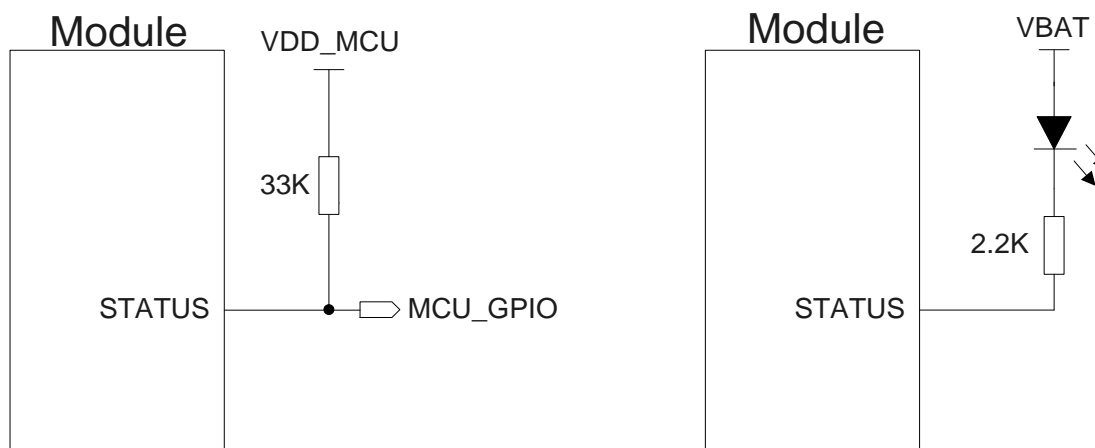 Module
VDD_MCU
33K
STATUS
MCU_GPIO
Module
VBAT
2.2K
STATUS